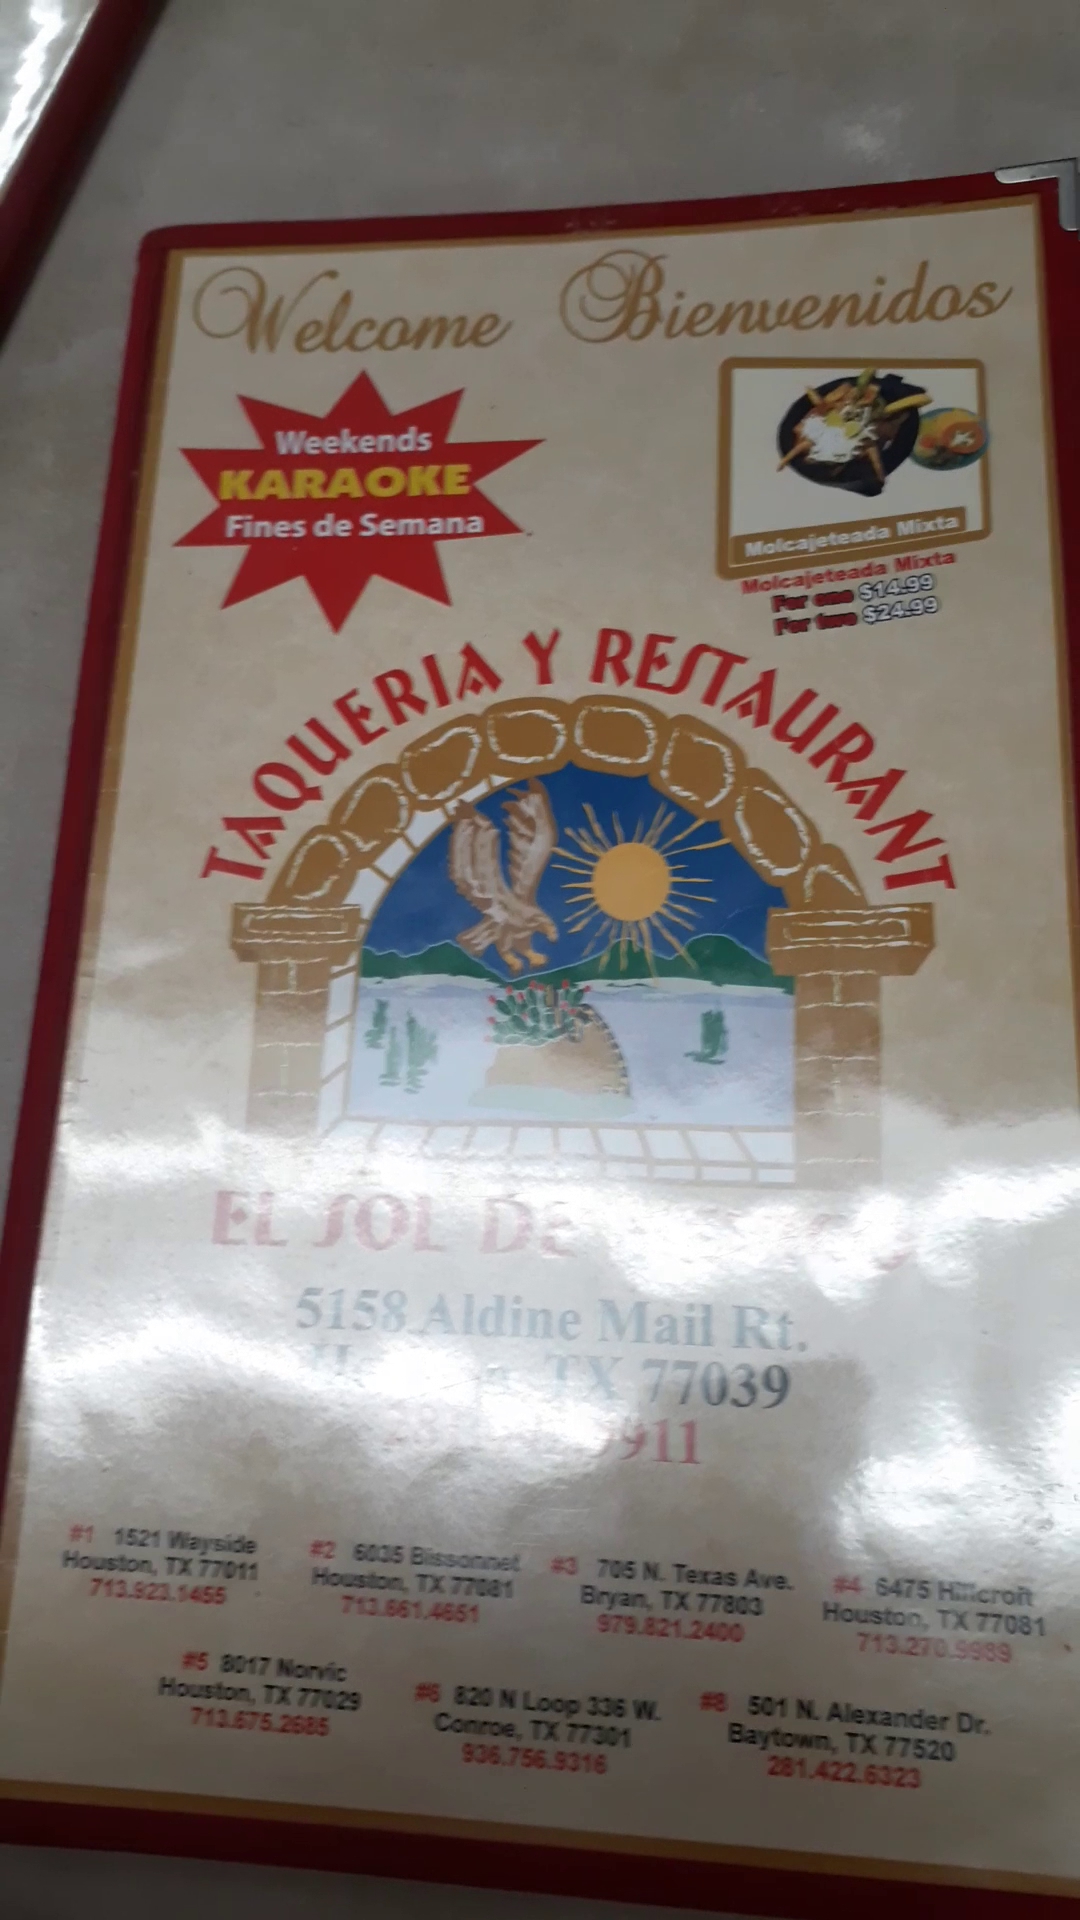 Welcome Bienvenidos
Weekends
KARAOKE
Fines de Semana
Molcajeteada Mixta
Molcajeteada Mixta
For one $14.99
For two $24.99
TAQUERIA Y RESTAURANT
EL SOL DE
5158 Aldine Mail Rt.
TX 77039
#1 1521 Wayside
Houston, TX 77011
713.923.1455
#2 6035 Bissonnet
Houston, TX 77081
713.661.4651
#3 705 N. Texas Ave.
Bryan, TX 77803
979.821.2400
#4 6475 Hillcroft
Houston, TX 77081
713.270.9989
#5 8017 Norvic
Houston, TX 77029
713.675.2685
#6 820 N Loop 336 W.
Conroe, TX 77301
936.756.9316
#8 501 N. Alexander Dr.
Baytown, TX 77520
281.422.6323